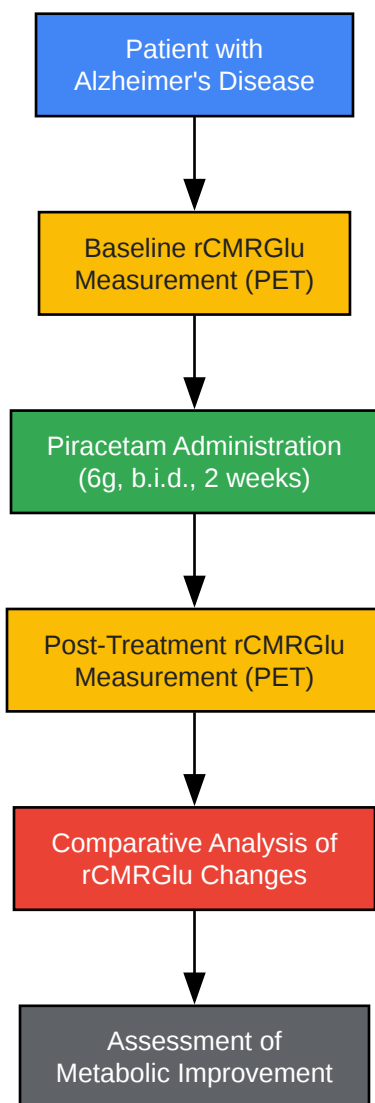 Patient with
Alzheimer's Disease
Baseline rCMRGlu
Measurement (PET)
Piracetam Administration
(6g, b.i.d., 2 weeks)
Post-Treatment rCMRGlu
Measurement (PET)
Comparative Analysis of
rCMRGlu Changes
Assessment of
Metabolic Improvement